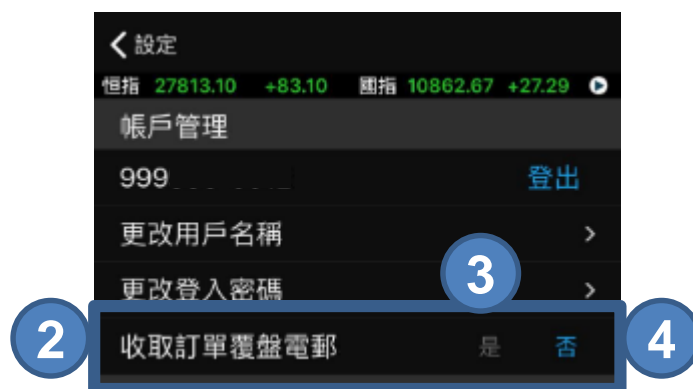 設定
恒指 27813.10 +83.10 國指 10862.67 +27.29
帳戶管理
999 登出
更改用戶名稱
3
更改登入密碼
2 收取訂單覆盤電郵 是 否 4